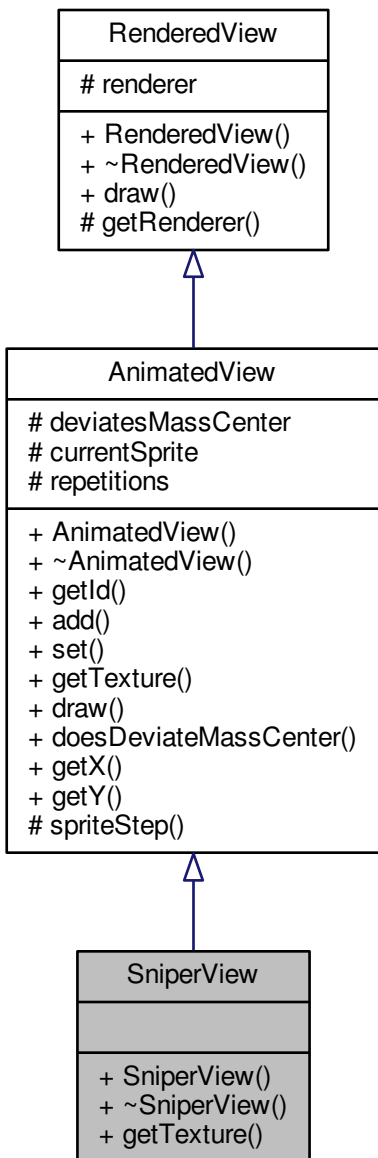 RenderedView
# renderer
+ RenderedView()
+ ~RenderedView()
+ draw()
# getRenderer()
AnimatedView
# deviatesMassCenter
# currentSprite
# repetitions
+ AnimatedView()
+ ~AnimatedView()
+ getId()
+ add()
+ set()
+ getTexture()
+ draw()
+ doesDeviateMassCenter()
+ getX()
+ getY()
# spriteStep()
SniperView
+ SniperView()
+ ~SniperView()
+ getTexture()